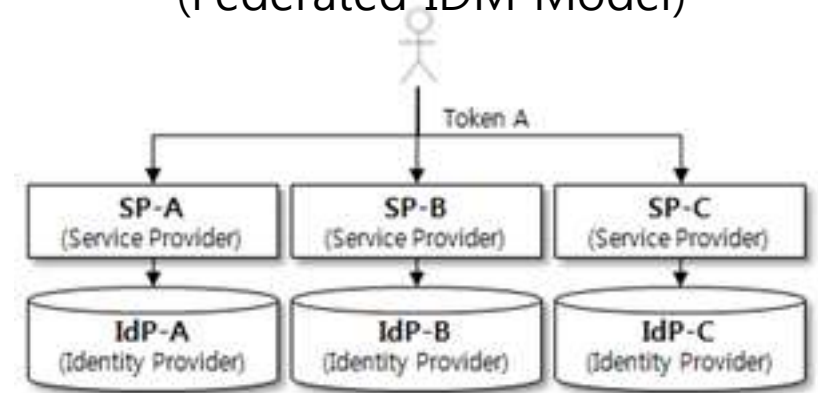 (Federated IDM Model)
Token A
SP-A
(Service Provider)
SP-B
(Service Provider)
SP-C
(Service Provider)
IdP-A
(Identity Provider)
IdP-B
(Identity Provider)
IdP-C
(Identity Provider)